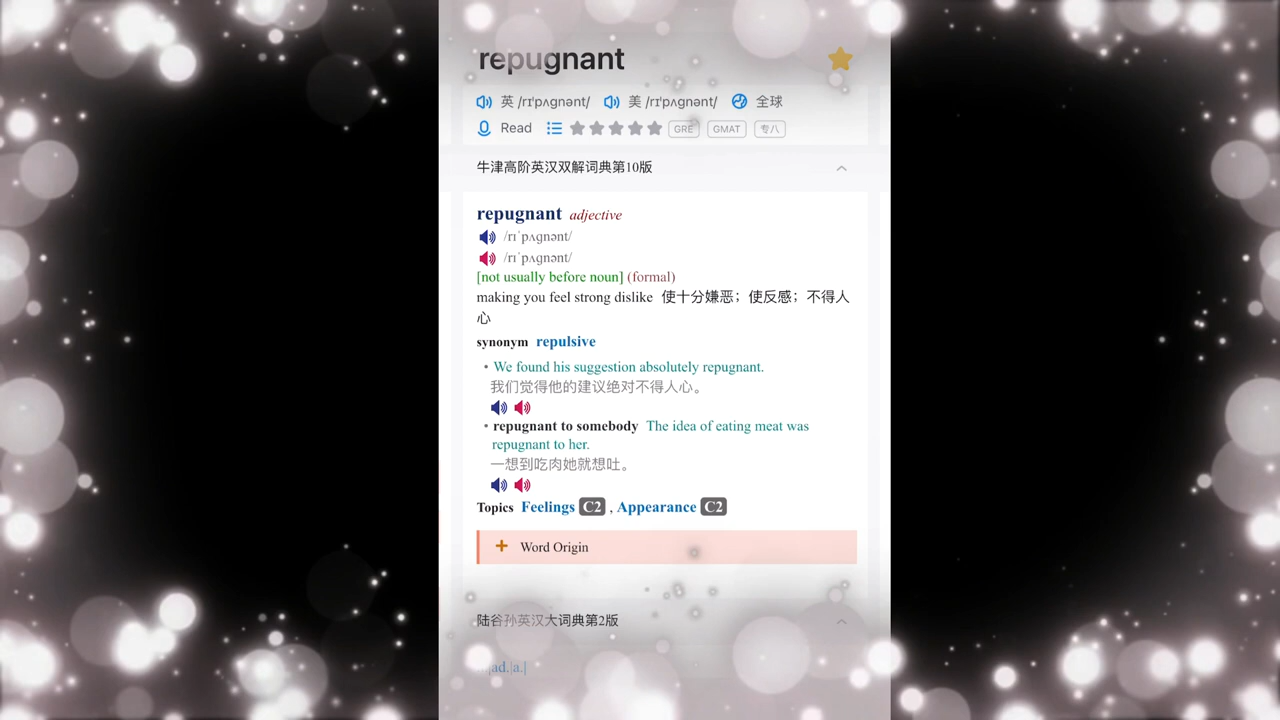 repugnant
英 /rɪˈpʌɡnənt/ 美 /rɪˈpʌɡnənt/ 全球
Read GRE GMAT 专八
牛津高阶英汉双解词典第10版
repugnant adjective
/rɪˈpʌɡnənt/
/rɪˈpʌɡnənt/
[not usually before noun] (formal)
making you feel strong dislike 使十分嫌恶；使反感；不得人
心
synonym repulsive
• We found his suggestion absolutely repugnant.
我们觉得他的建议绝对不得人心。
• repugnant to somebody The idea of eating meat was
repugnant to her.
一想到吃肉她就想吐。
Topics Feelings C2 , Appearance C2
+ Word Origin
陆谷孙英汉大词典第2版
ad.|a.|